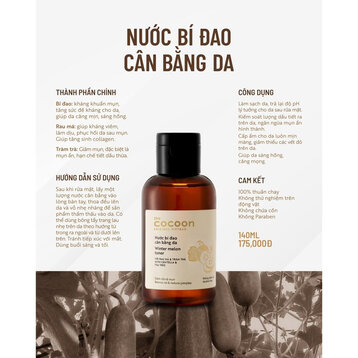 NƯỚC BÍ ĐAO
CÂN BẰNG DA
THÀNH PHẦN CHÍNH
Bí đao: kháng khuẩn mụn,
tăng sức đề kháng cho da,
giúp da căng mịn, sáng hồng.
Rau má: giúp kháng viêm,
làm dịu, phục hồi da sau mụn.
Giúp tăng sinh collagen.
Tràm trà: Giảm mụn, đặc biệt là
mụn ẩn, hạn chế tiết dầu thừa.
HƯỚNG DẪN SỬ DỤNG
Sau khi rửa mặt, lấy một
lượng nước cân bằng vào
lòng bàn tay, thoa đều lên
da và vỗ nhẹ nhàng để sản
phẩm thấm thấu vào da. Có
thể dùng bông tẩy trang lau
nhẹ trên da theo hướng từ
trong ra ngoài và từ dưới lên
trên. Tránh tiếp xúc với mắt.
Dùng buổi sáng và tối.
CÔNG DỤNG
Làm sạch da, trả lại độ pH
lý tưởng cho da sau rửa mặt.
Kiểm soát lượng dầu tiết ra
trên da, ngăn ngừa mụn ẩn
hình thành.
Cấp ẩm cho da luôn mịn
màng, giảm thiểu các vết đỏ
trên da.
Giúp da sáng hồng,
căng mọng.
CAM KẾT
100% thuần chay
Không thử nghiệm trên
động vật
Không chứa cồn
Không Paraben
140ML
175,000Đ
the
cocoon
original vietnam
Nước bí đao
cân bằng da
Winter melon
toner